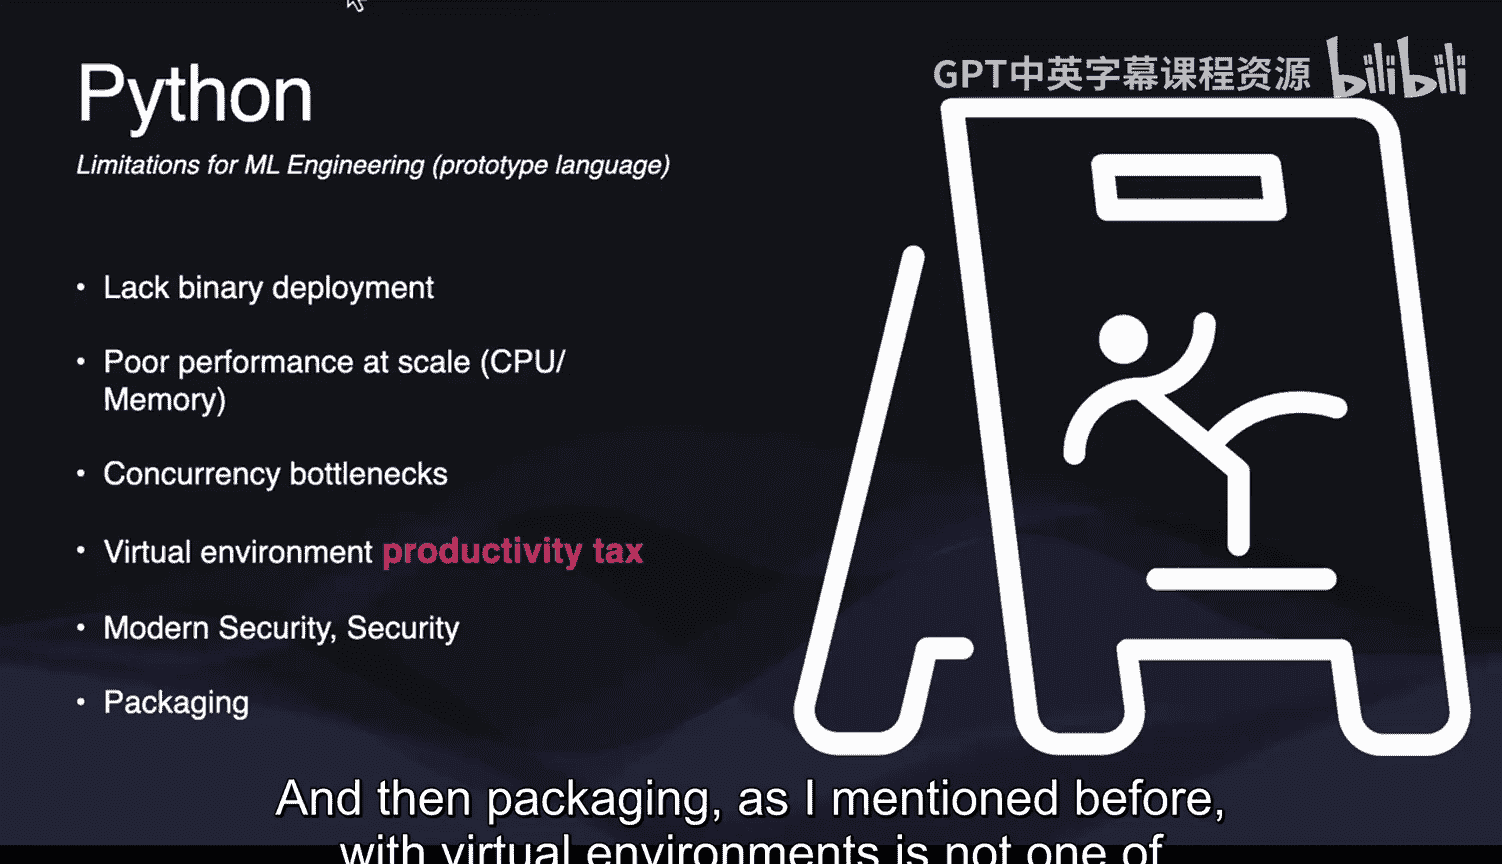 Python
GPT中英字幕课程资源 bilibili
Limitations for ML Engineering (prototype language)
• Lack binary deployment
• Poor performance at scale (CPU/
Memory)
• Concurrency bottlenecks
• Virtual environment productivity tax
• Modern Security, Security
• Packaging
And then packaging, as I mentioned before,
with virtual environments is not one of